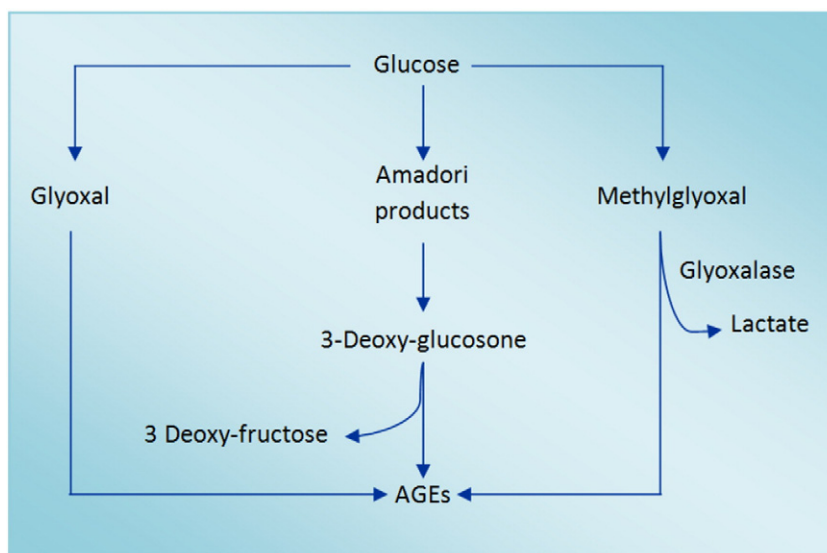 Glucose
Glyoxal
Amadori
products
Methylglyoxal
Glyoxalase
Lactate
3-Deoxy-glucosone
3 Deoxy-fructose
AGEs